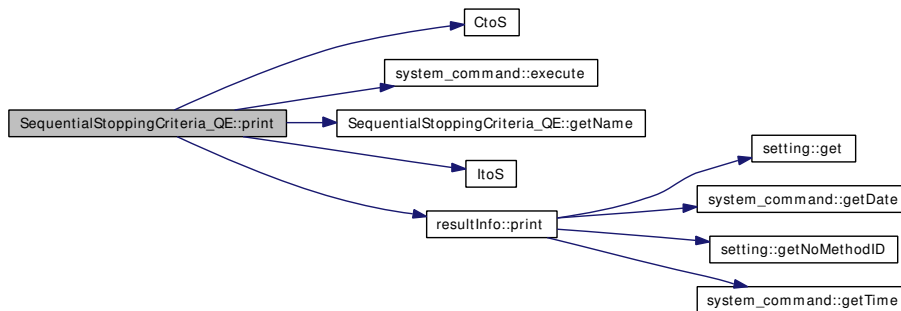 CtoS
system_command::execute
SequentialStoppingCriteria_QE::print
SequentialStoppingCriteria_QE::getName
ItoS
resultInfo::print
setting::get
system_command::getDate
setting::getNoMethodID
system_command::getTime